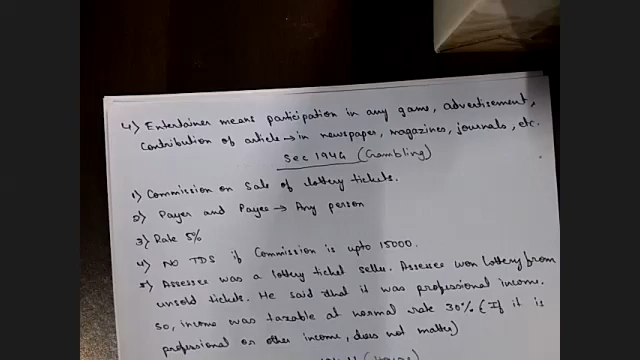 4) Entertainer means participation in any game, advertisement,
contribution of article → in newspaper, magazines, journals, etc.
Sec 194G (Gambling)
1) Commission on Sale of lottery tickets.
2) Payer and Payee → Any person
3) Rate 5%
4) NO TDS if Commission is upto 15000.
5) Assessee was a lottery ticket seller. Assessee won lottery from
unsold tickets. He said that it was professional income.
So, income was taxable at normal rate 30% (If it is
professional or other income, does not matter)